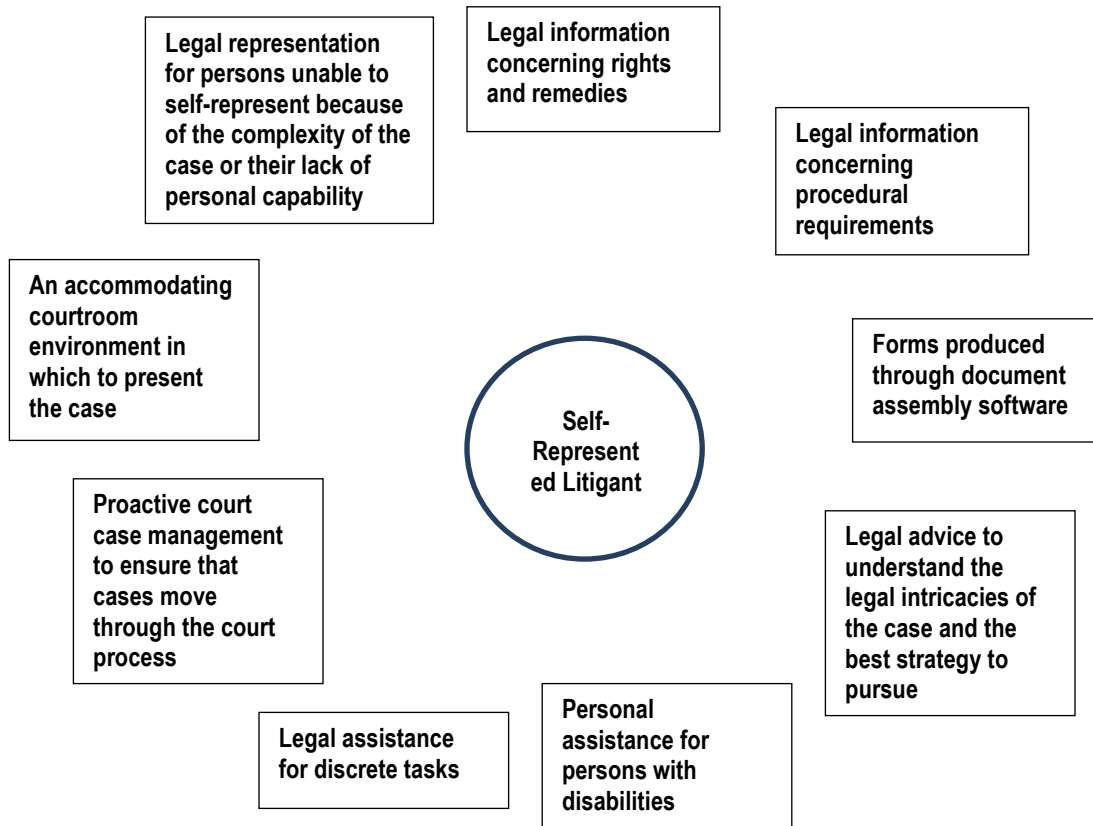 Legal representation
for persons unable to
self-represent because
of the complexity of the
case or their lack of
personal capability
Legal information
concerning rights
and remedies
Legal information
concerning
procedural
requirements
An accommodating
courtroom
environment in
which to present
the case
Forms produced
through document
assembly software
Self-
Represent
ed Litigant
Proactive court
case management
to ensure that
cases move
through the court
process
Legal advice to
understand the
legal intricacies of
the case and the
best strategy to
pursue
Legal assistance
for discrete tasks
Personal
assistance for
persons with
disabilities